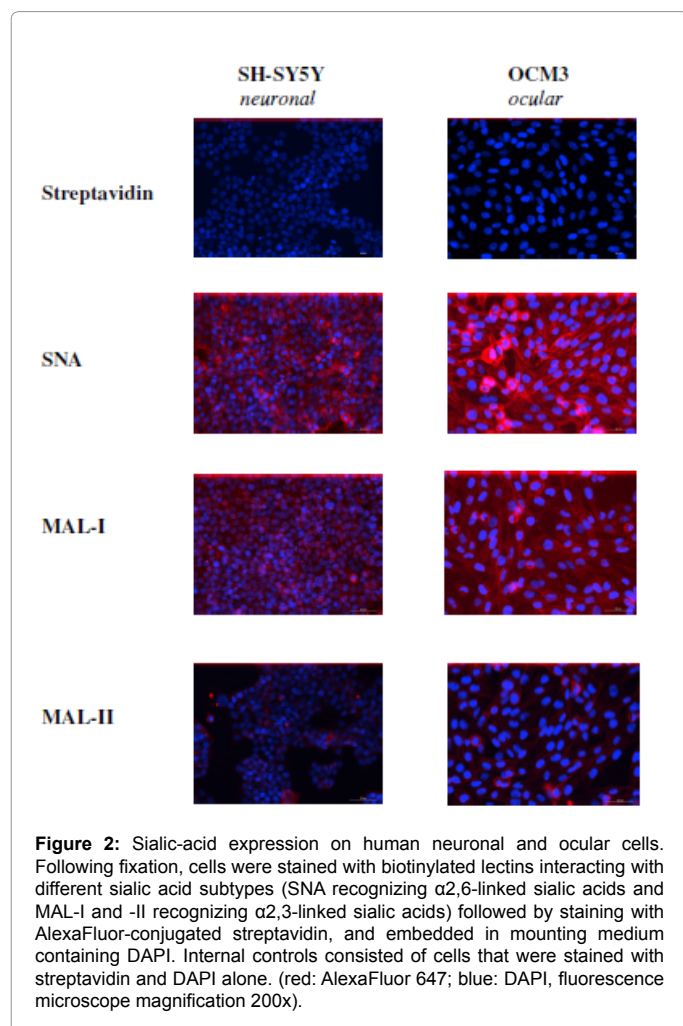 SH-SY5Y OCM3
neuronal ocular
Streptavidin
SNA
MAL-I
MAL-II
Figure 2: Sialic-acid expression on human neuronal and ocular cells.
Following fixation, cells were stained with biotinylated lectins interacting with
different sialic acid subtypes (SNA recognizing α2,6-linked sialic acids and
MAL-I and -II recognizing α2,3-linked sialic acids) followed by staining with
AlexaFluor-conjugated streptavidin, and embedded in mounting medium
containing DAPI. Internal controls consisted of cells that were stained with
streptavidin and DAPI alone. (red: AlexaFluor 647; blue: DAPI, fluorescence
microscope magnification 200x).